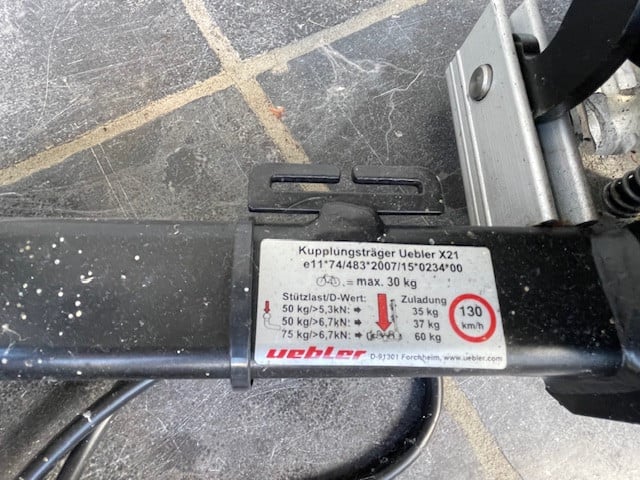 Kupplungsträger Uebler X21
e11*74/483*2007/15*0234*00
= max. 30 kg
Stützlast/D-Wert: Zuladung
50 kg/>5,3kN: ➡ 35 kg
50 kg/>6,7kN: ➡ 37 kg
75 kg/>6,7kN: ➡ 60 kg
130
km/h
uebler D-91301 Forchheim, www.uebler.com